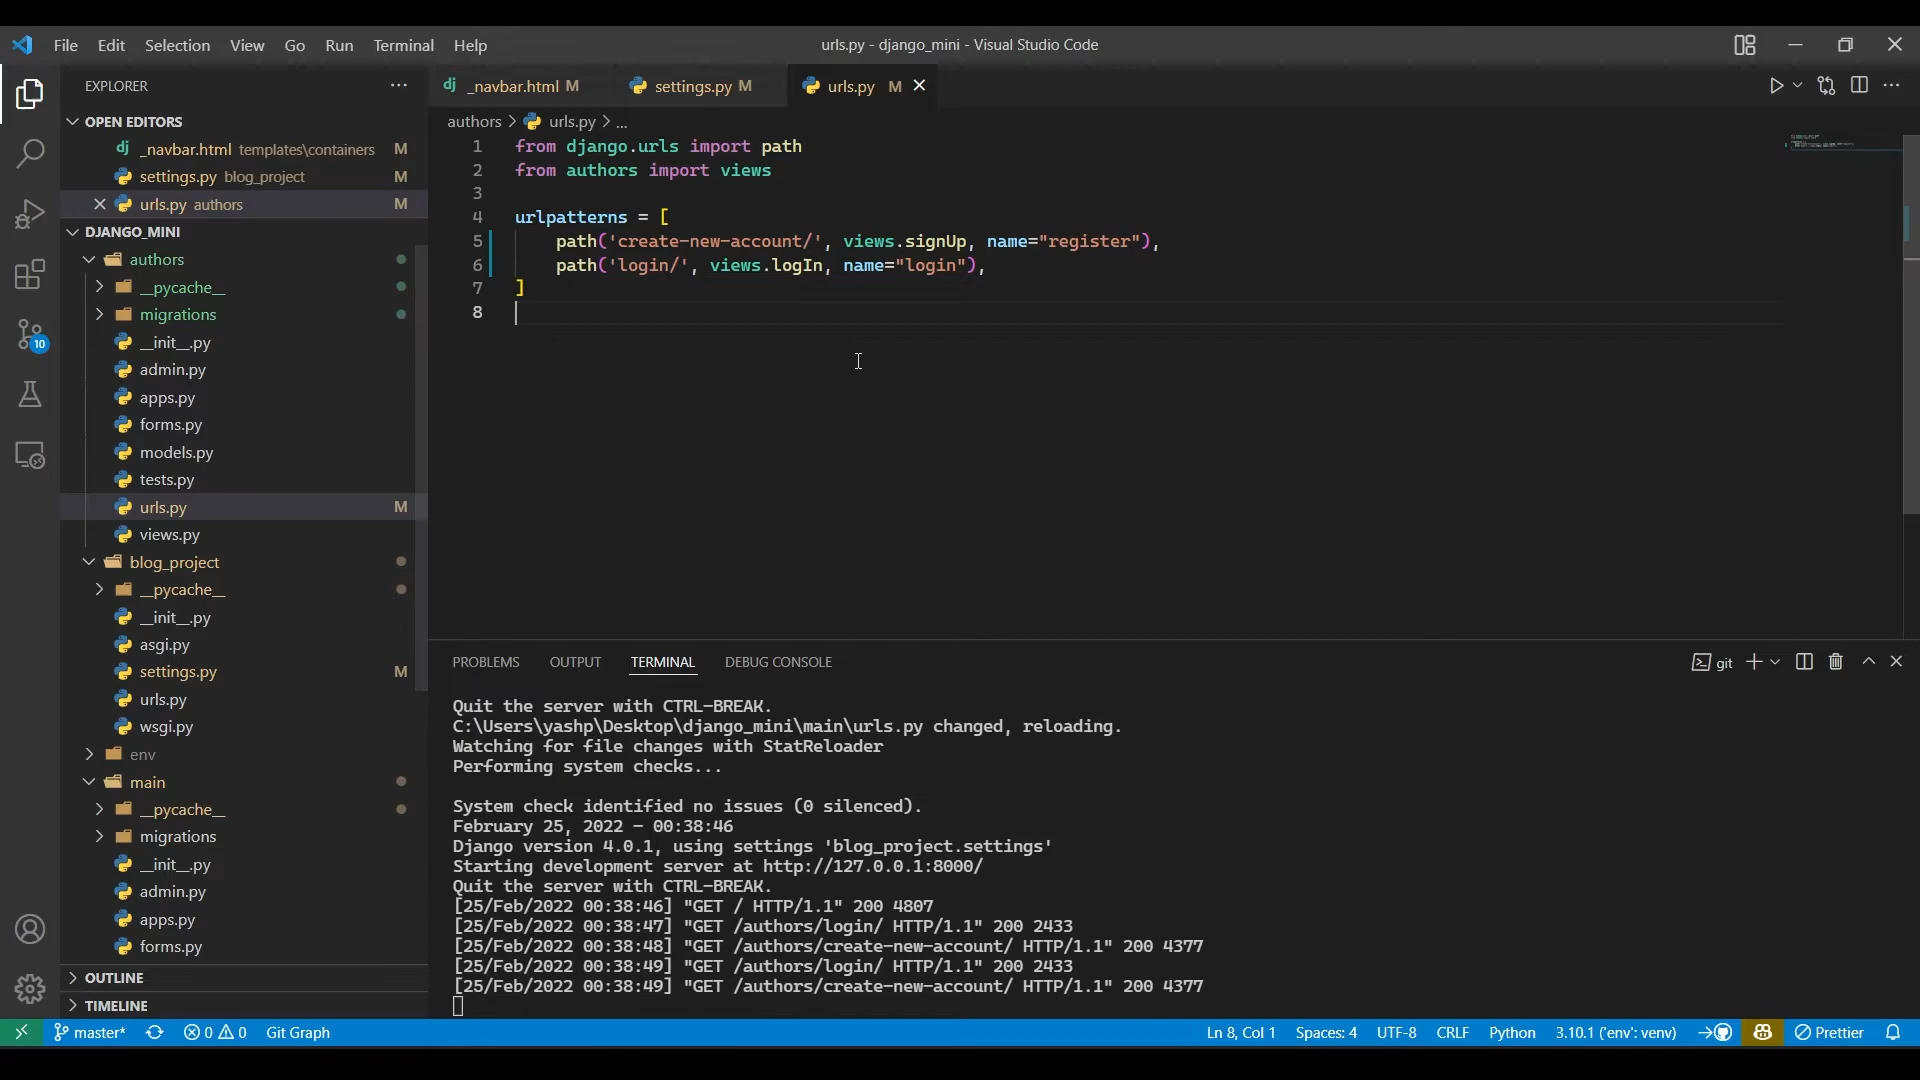 File Edit Selection View Go Run Terminal Help
urls.py - django_mini - Visual Studio Code
EXPLORER
OPEN EDITORS
_navbar.html templates\containers M
settings.py blog_project M
urls.py authors M
DJANGO_MINI
authors
__pycache__
migrations
__init__.py
admin.py
apps.py
forms.py
models.py
tests.py
urls.py M
views.py
blog_project
__pycache__
__init__.py
asgi.py
settings.py M
urls.py
wsgi.py
env
main
__pycache__
migrations
__init__.py
admin.py
apps.py
forms.py
OUTLINE
TIMELINE
10
_navbar.html M settings.py M urls.py M
authors > urls.py > ...
1 from django.urls import path
2 from authors import views
3
4 urlpatterns = [
5 path('create-new-account/', views.signUp, name="register"),
6 path('login/', views.logIn, name="login"),
7 ]
8
PROBLEMS OUTPUT TERMINAL DEBUG CONSOLE
git
Quit the server with CTRL-BREAK.
C:\Users\yashp\Desktop\django_mini\main\urls.py changed, reloading.
Watching for file changes with StatReloader
Performing system checks...
System check identified no issues (0 silenced).
February 25, 2022 - 00:38:46
Django version 4.0.1, using settings 'blog_project.settings'
Starting development server at http://127.0.0.1:8000/
Quit the server with CTRL-BREAK.
[25/Feb/2022 00:38:46] "GET / HTTP/1.1" 200 4807
[25/Feb/2022 00:38:47] "GET /authors/login/ HTTP/1.1" 200 2433
[25/Feb/2022 00:38:48] "GET /authors/create-new-account/ HTTP/1.1" 200 4377
[25/Feb/2022 00:38:49] "GET /authors/login/ HTTP/1.1" 200 2433
[25/Feb/2022 00:38:49] "GET /authors/create-new-account/ HTTP/1.1" 200 4377
master* 0 0 Git Graph
Ln 8, Col 1 Spaces: 4 UTF-8 CRLF Python 3.10.1 ('env': venv) Prettier